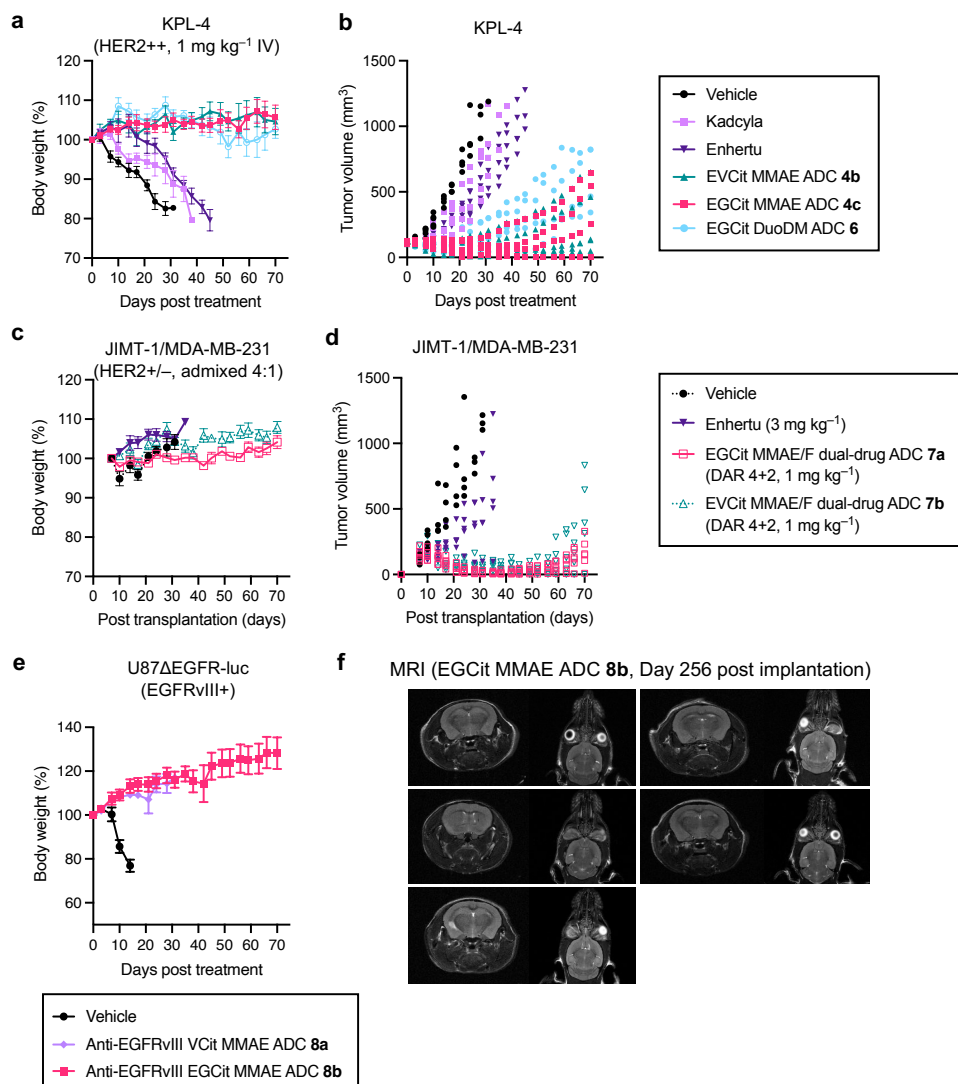 a
KPL-4
(HER2++, 1 mg kg⁻¹ IV)
120
110
100
90
80
70
Body weight (%)
0 10 20 30 40 50 60 70
Days post treatment
b
KPL-4
1500
1000
500
0
Tumor volume (mm³)
0 10 20 30 40 50 60 70
Days post treatment
Vehicle
Kadcyla
Enhertu
EVCit MMAE ADC 4b
EGCit MMAE ADC 4c
EGCit DuoDM ADC 6
c
JIMT-1/MDA-MB-231
(HER2+/–, admixed 4:1)
120
110
100
90
80
70
Body weight (%)
0 10 20 30 40 50 60 70
Post transplantation (days)
d
JIMT-1/MDA-MB-231
1500
1000
500
0
Tumor volume (mm³)
0 10 20 30 40 50 60 70
Post transplantation (days)
Vehicle
Enhertu (3 mg kg⁻¹)
EGCit MMAE/F dual-drug ADC 7a
(DAR 4+2, 1 mg kg⁻¹)
EVCit MMAE/F dual-drug ADC 7b
(DAR 4+2, 1 mg kg⁻¹)
e
U87ΔEGFR-luc
(EGFRvIII+)
140
120
100
80
60
Body weight (%)
0 10 20 30 40 50 60 70
Days post treatment
Vehicle
Anti-EGFRvIII VCit MMAE ADC 8a
Anti-EGFRvIII EGCit MMAE ADC 8b
f
MRI (EGCit MMAE ADC 8b, Day 256 post implantation)